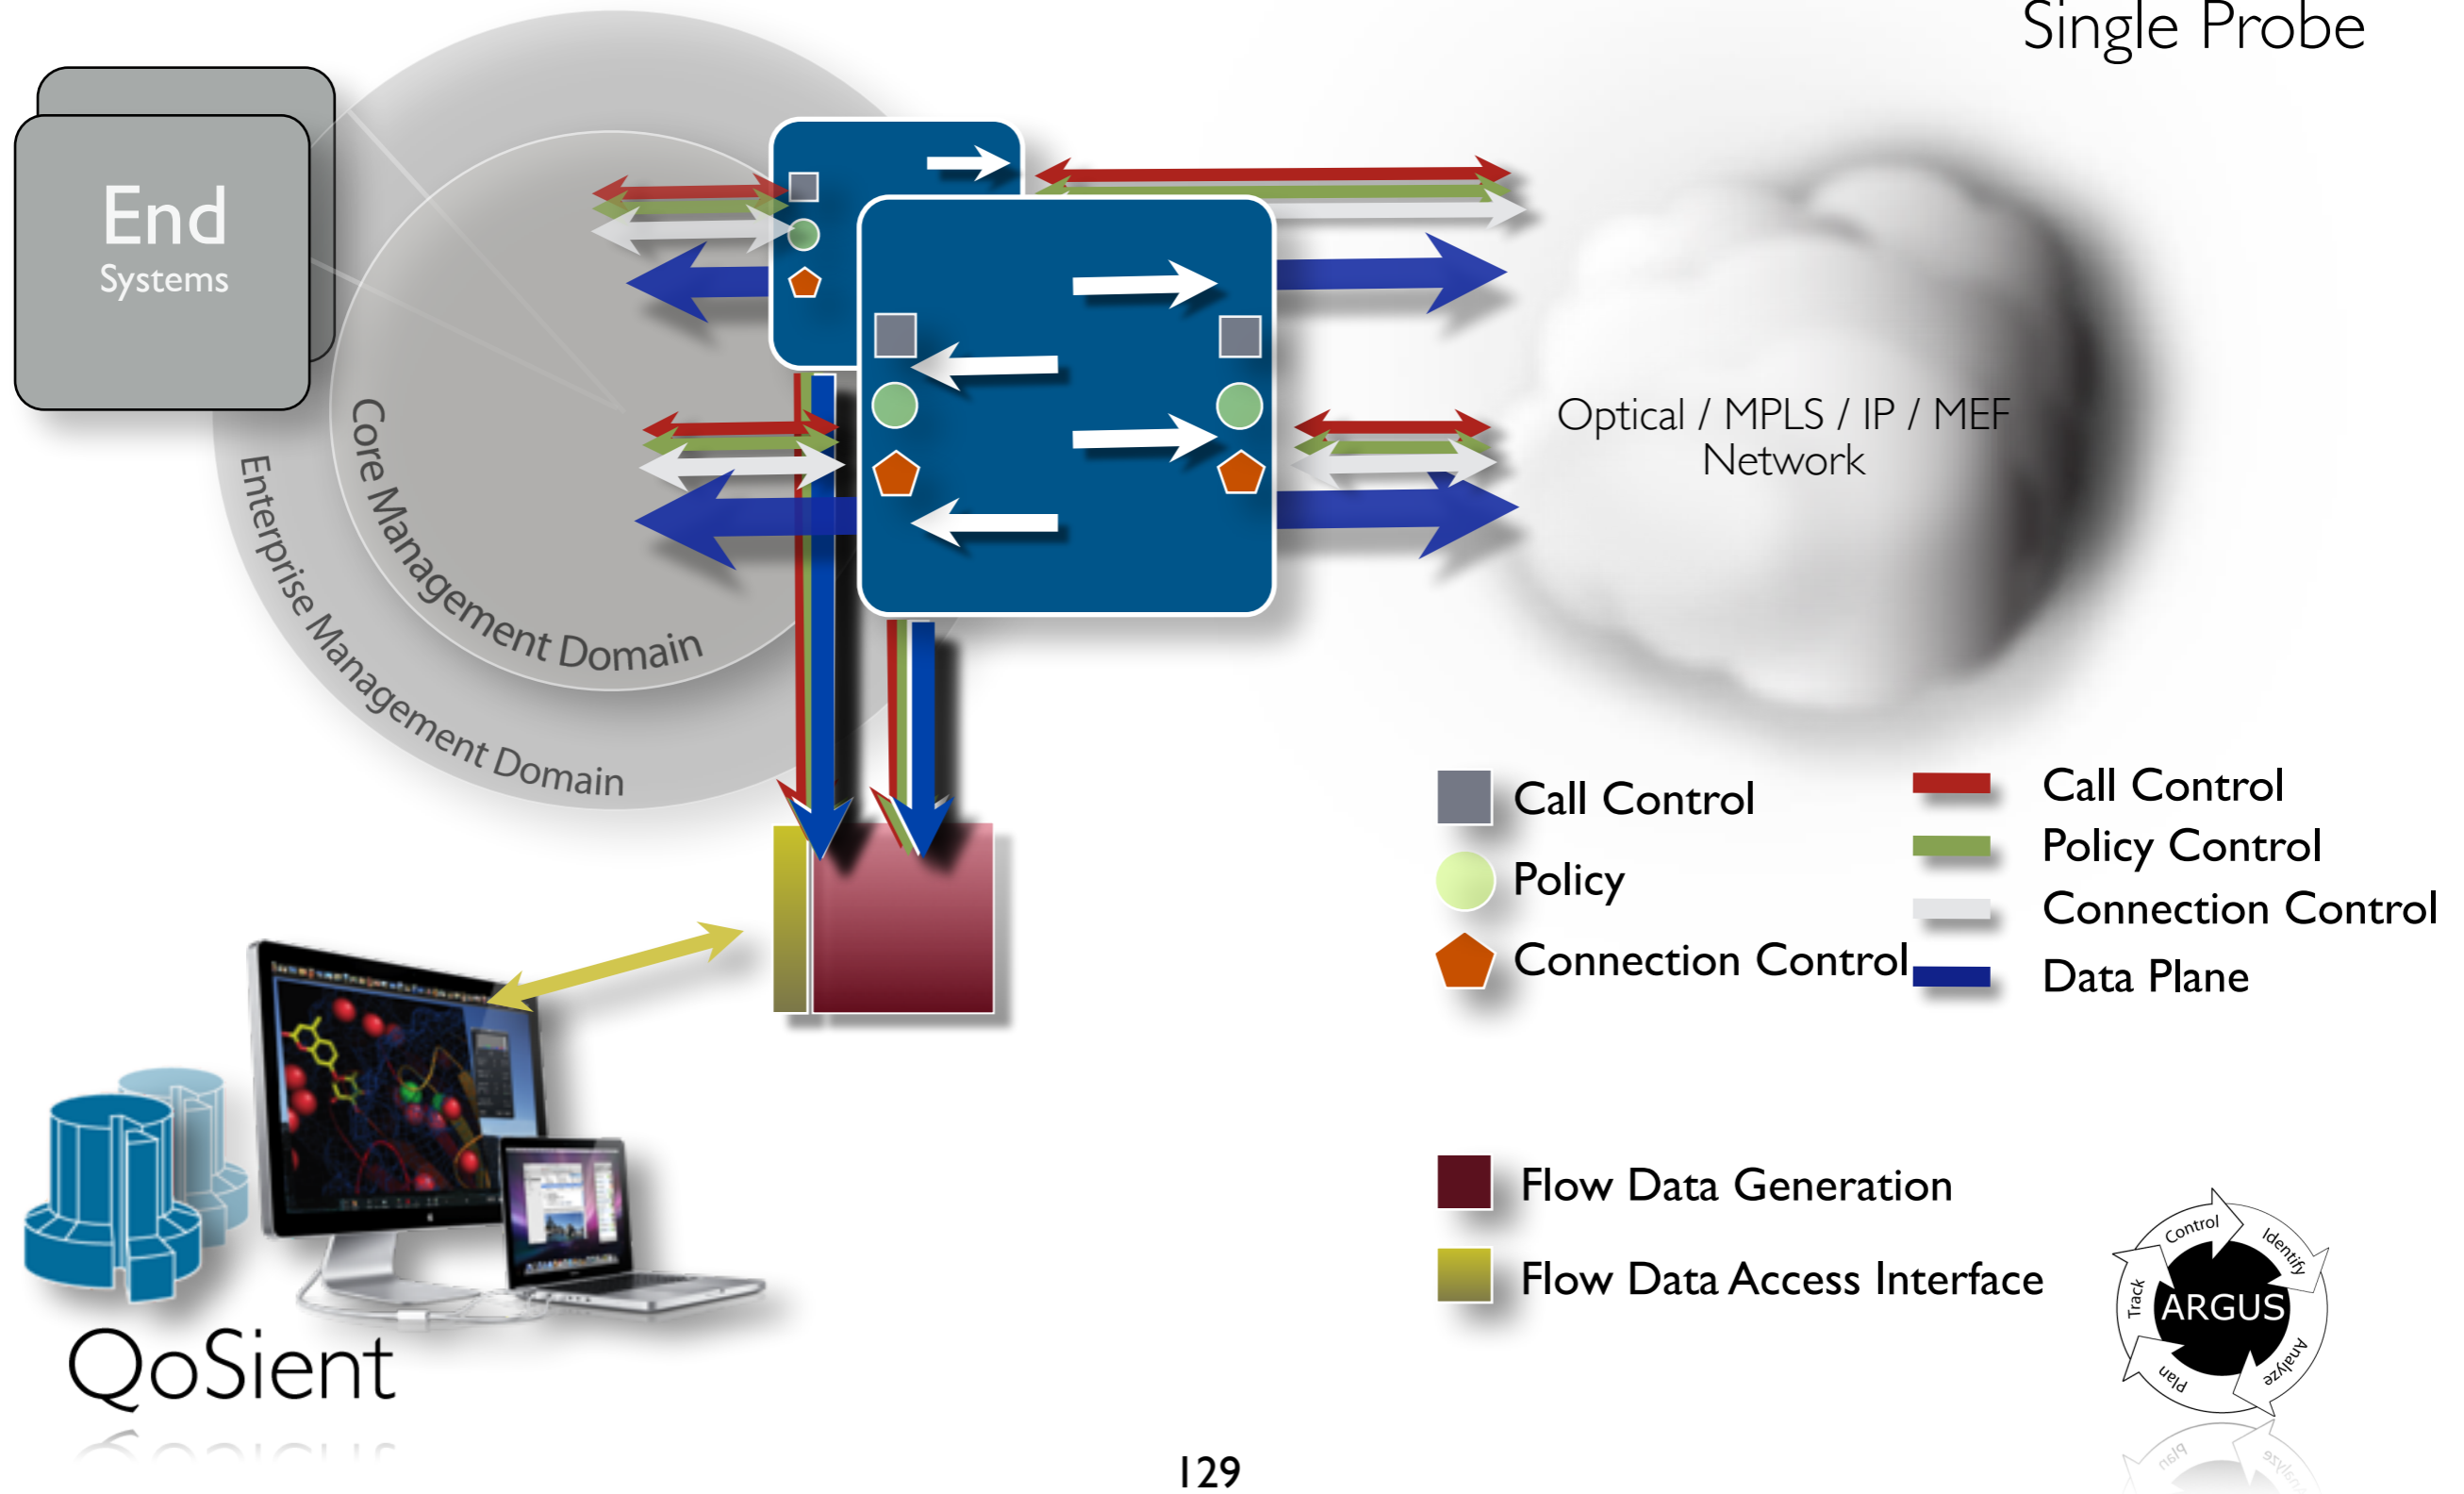 Single Probe
End
Systems
Core Management Domain
Enterprise Management Domain
Optical / MPLS / IP / MEF
Network
Call Control
Policy
Connection Control
Call Control
Policy Control
Connection Control
Data Plane
Flow Data Generation
Flow Data Access Interface
Control
Identify
Analyze
Plan
Track
ARGUS
QoSient
129